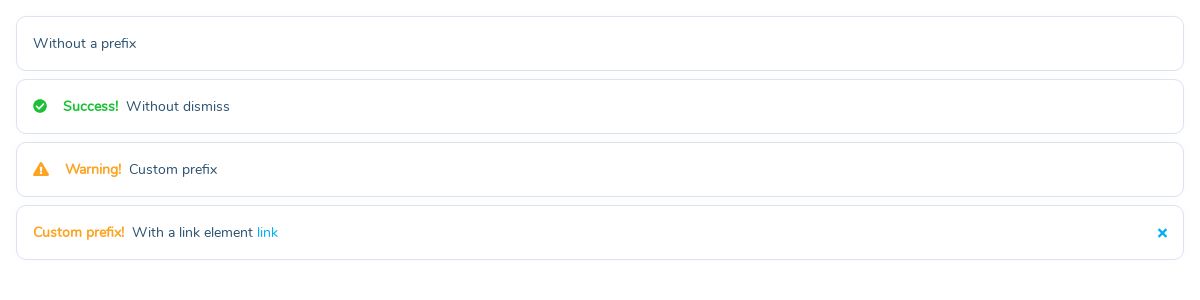 Without a prefix
Success! Without dismiss
Warning! Custom prefix
Custom prefix! With a link element link